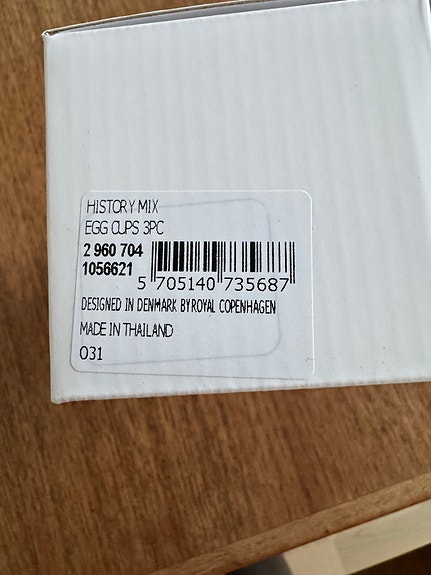 HISTORY MIX
EGG CUPS 3PC
2 960 704
1056621
5 705140 735687
DESIGNED IN DENMARK BY ROYAL COPENHAGEN
MADE IN THAILAND
031